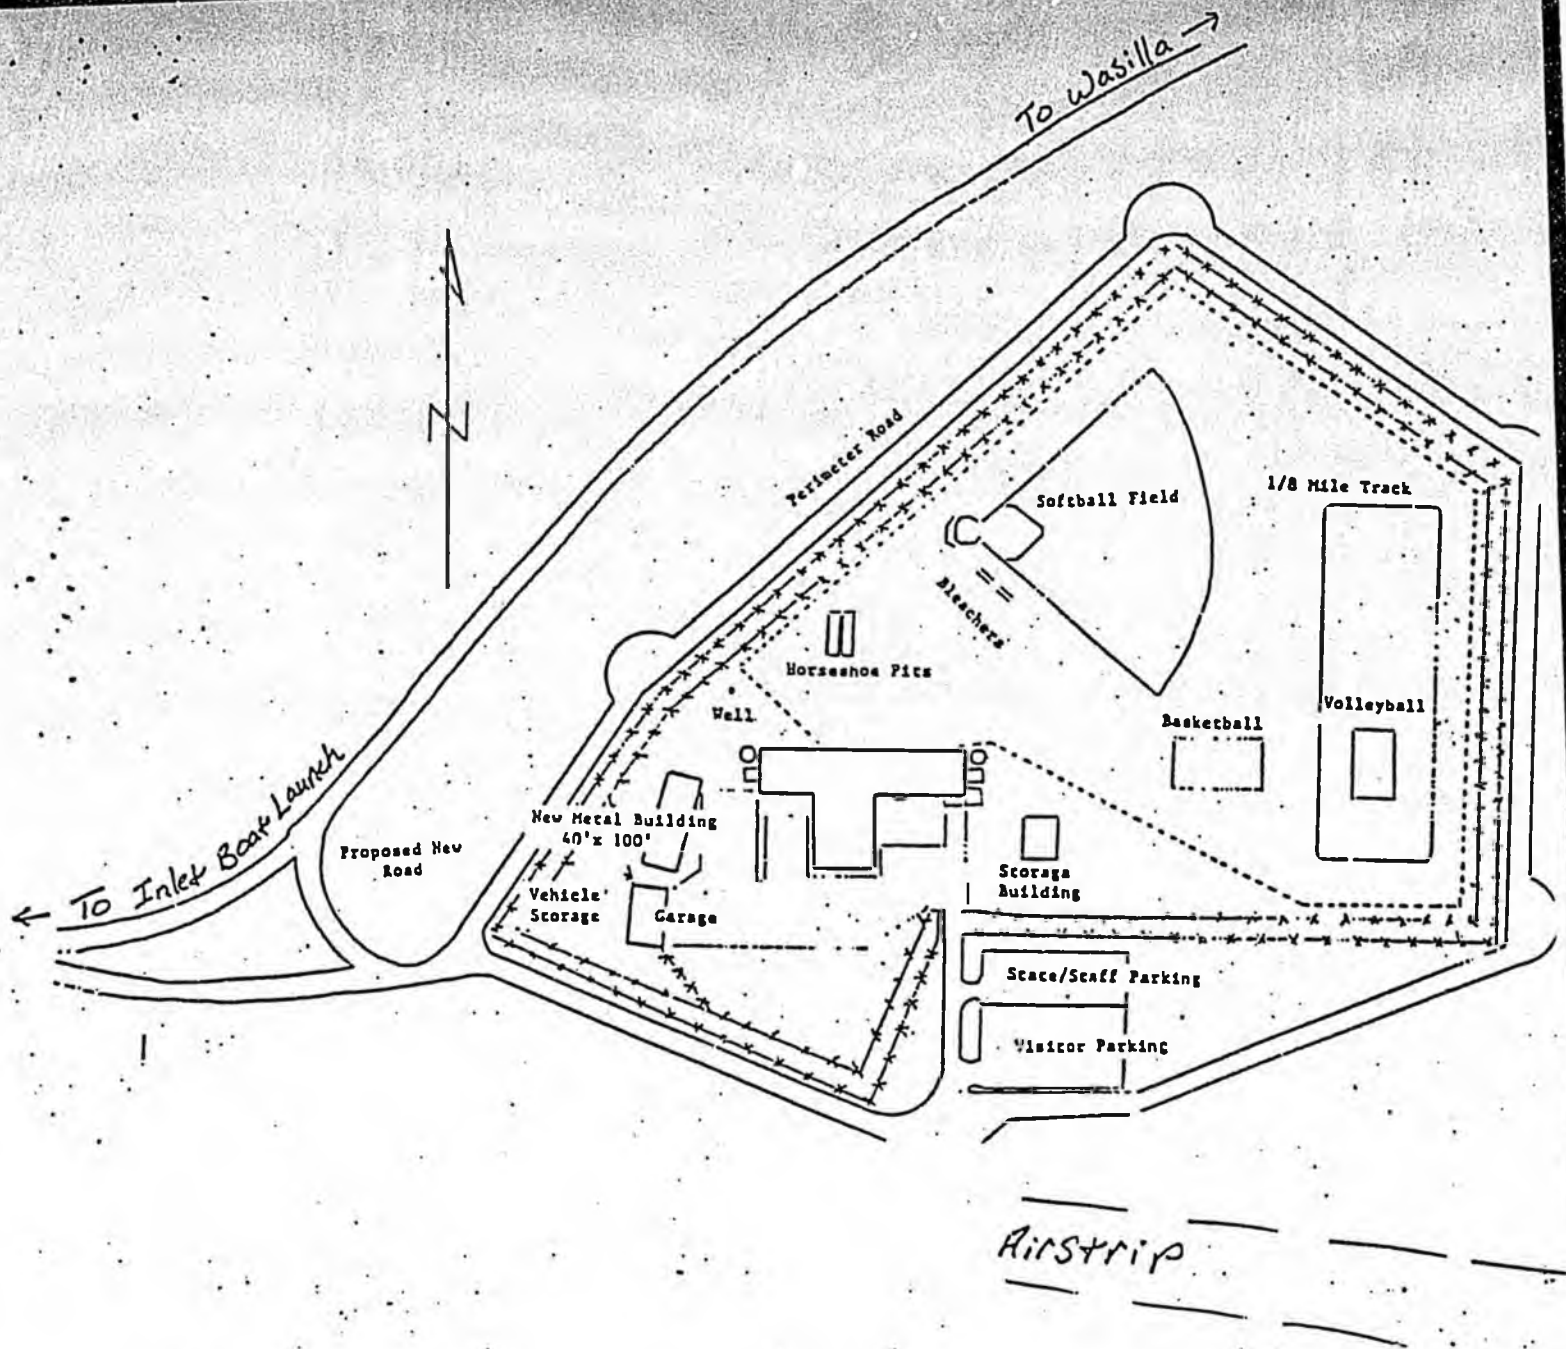 To Wasilla →
N
Perimeter Road
Softball Field
1/8 Mile Track
Bleachers
Horseshoe Pits
Well
Basketball
Volleyball
To Inlet Boat Launch
←
New Metal Building
40'x 100'
Proposed New
Road
Vehicle
Storage
Garage
Storage
Building
State/Staff Parking
Visitor Parking
Airstrip